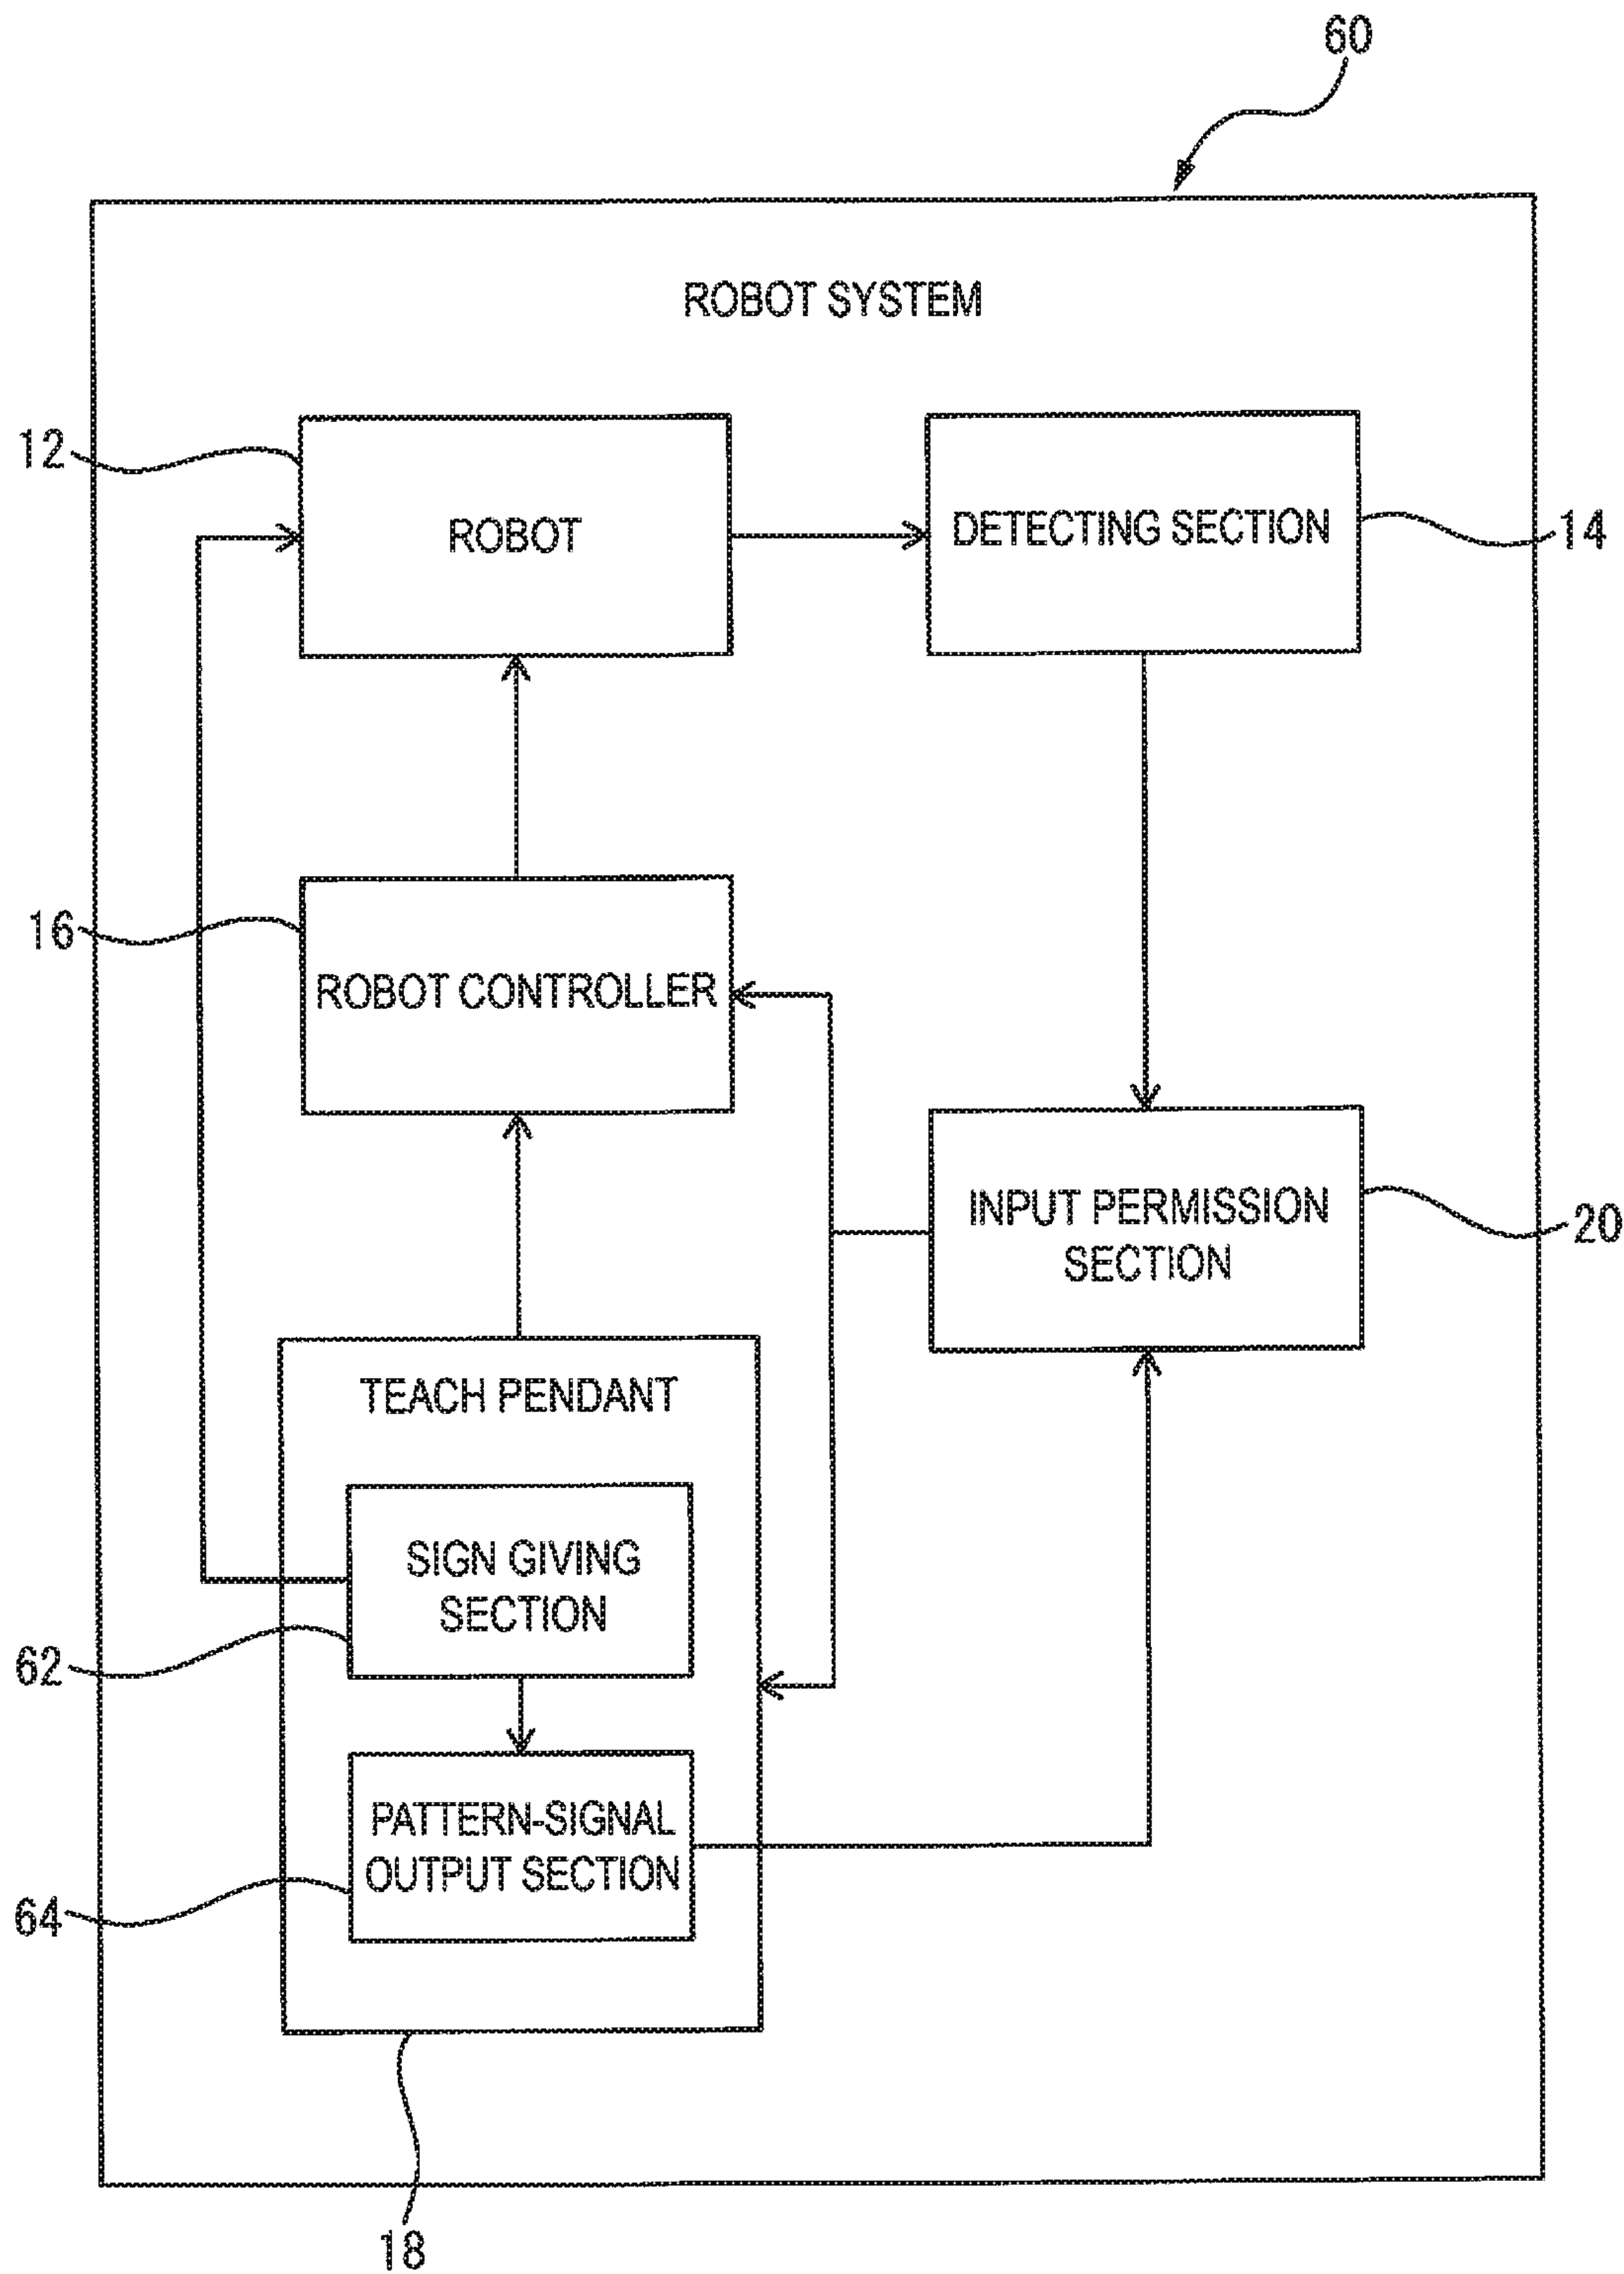 60
ROBOT SYSTEM
12
ROBOT
DETECTING SECTION
14
16
ROBOT CONTROLLER
INPUT PERMISSION
SECTION
20
TEACH PENDANT
SIGN GIVING
SECTION
62
PATTERN-SIGNAL
OUTPUT SECTION
64
18